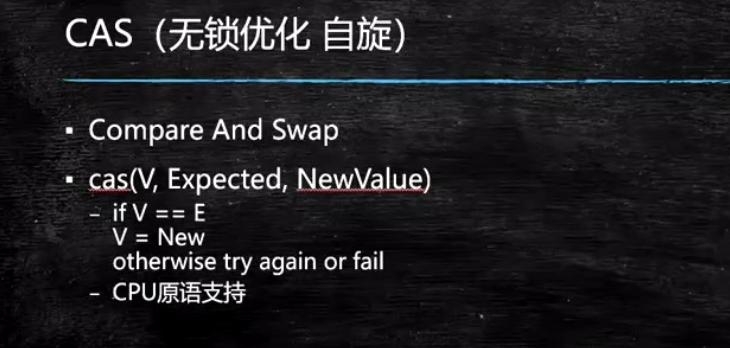 CAS（无锁优化 自旋）
▪ Compare And Swap
▪ cas(V, Expected, NewValue)
– if V == E
V = New
otherwise try again or fail
– CPU原语支持